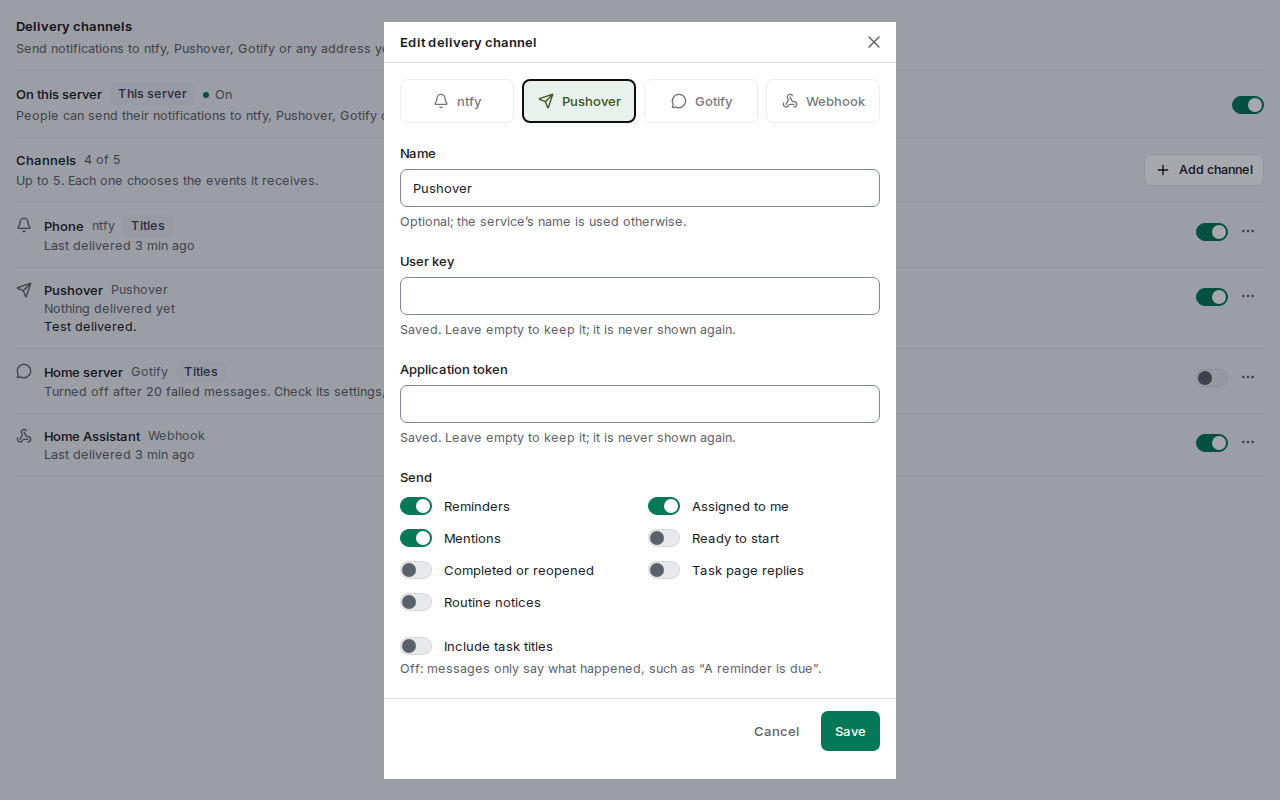 Delivery channels
Send notifications to ntfy, Pushover, Gotify or any address
On this server This server On
People can send their notifications to ntfy, Pushover, Gotify
Channels 4 of 5
Up to 5. Each one chooses the events it receives.
Add channel
Phone ntfy Titles
Last delivered 3 min ago
Pushover Pushover
Nothing delivered yet
Test delivered.
Home server Gotify Titles
Turned off after 20 failed messages. Check its settings,
Home Assistant Webhook
Last delivered 3 min ago
Edit delivery channel
ntfy Pushover Gotify Webhook
Name
Pushover
Optional; the service’s name is used otherwise.
User key
Saved. Leave empty to keep it; it is never shown again.
Application token
Saved. Leave empty to keep it; it is never shown again.
Send
Reminders Assigned to me
Mentions Ready to start
Completed or reopened Task page replies
Routine notices
Include task titles
Off: messages only say what happened, such as “A reminder is due”.
Cancel Save